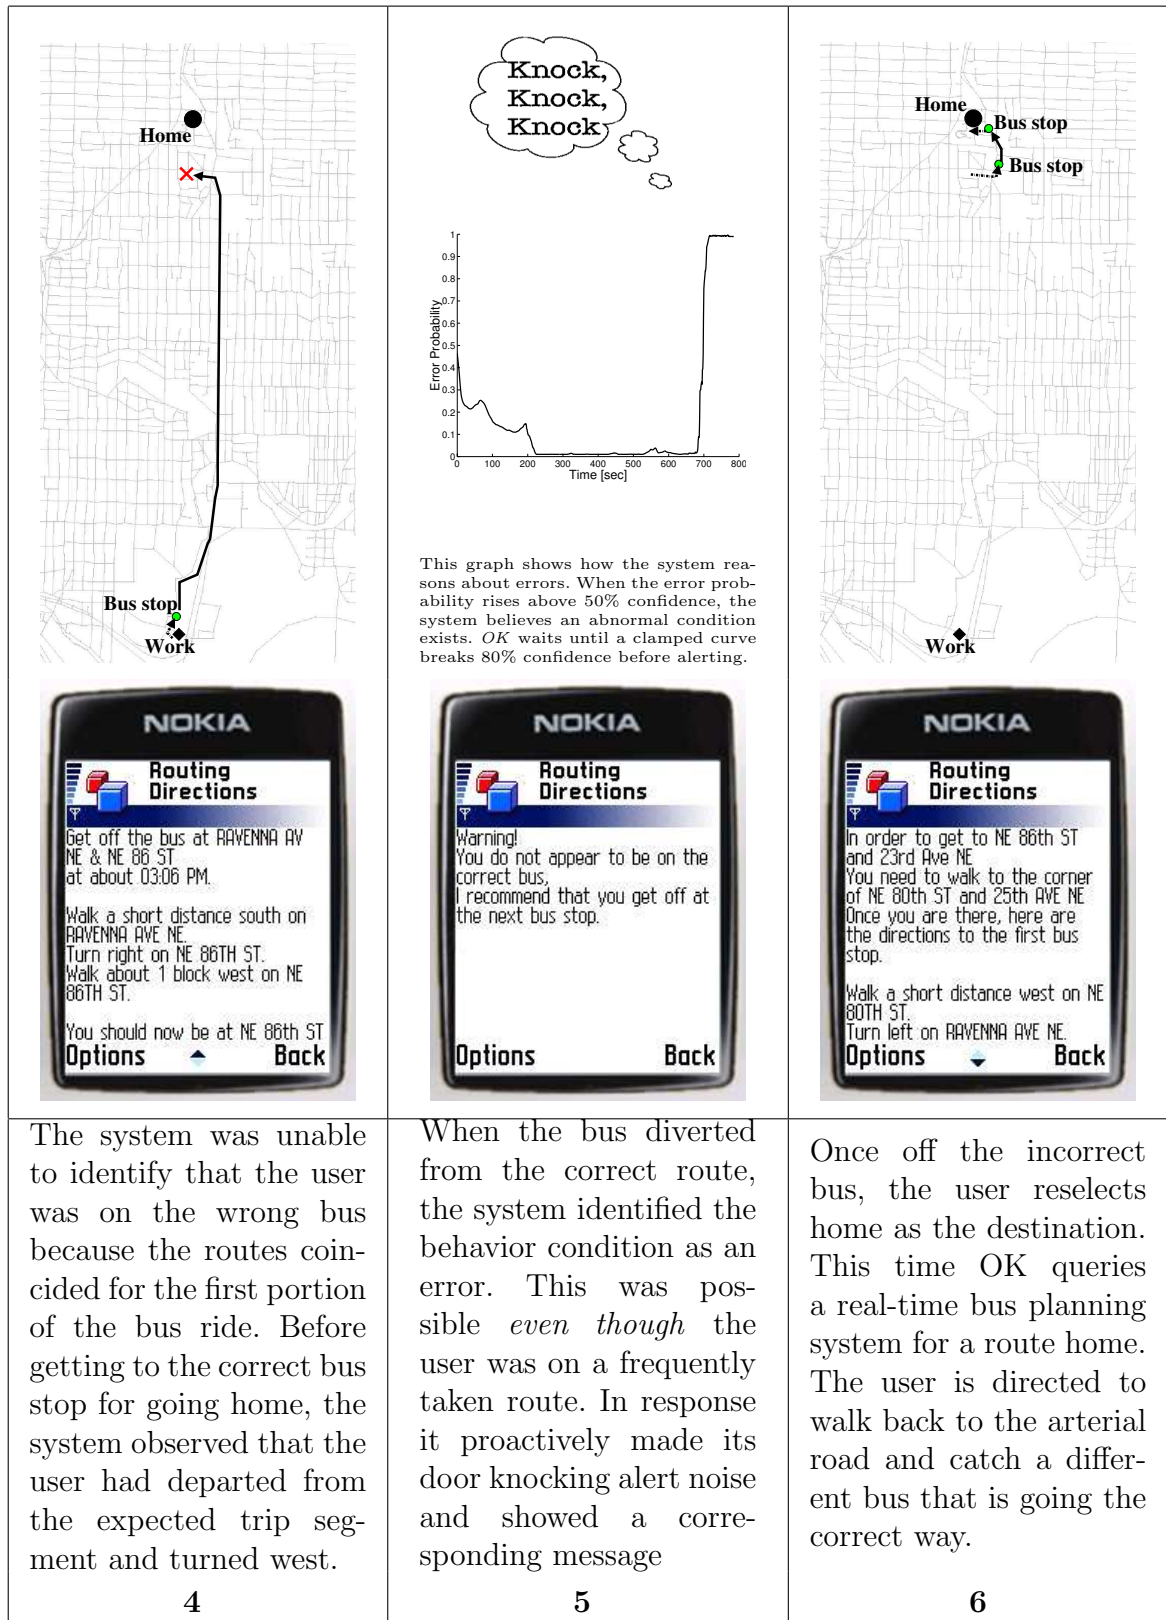 Home
Bus stop
Work
NOKIA
Routing
Directions
Get off the bus at RAVENNA AV
NE & NE 86 ST
at about 03:06 PM.
Walk a short distance south on
RAVENNA AVE NE.
Turn right on NE 86TH ST.
Walk about 1 block west on NE
86TH ST.
You should now be at NE 86th ST
Options
Back
The system was unable
to identify that the user
was on the wrong bus
because the routes coin-
cided for the first portion
of the bus ride. Before
getting to the correct bus
stop for going home, the
system observed that the
user had departed from
the expected trip seg-
ment and turned west.
4
Knock,
Knock,
Knock
Error Probability
1
0.9
0.8
0.7
0.6
0.5
0.4
0.3
0.2
0.1
0
0 100 200 300 400 500 600 700 800
Time [sec]
This graph shows how the system rea-
sons about errors. When the error prob-
ability rises above 50% confidence, the
system believes an abnormal condition
exists. OK waits until a clamped curve
breaks 80% confidence before alerting.
NOKIA
Routing
Directions
Warning!
You do not appear to be on the
correct bus,
I recommend that you get off at
the next bus stop.
Options
Back
When the bus diverted
from the correct route,
the system identified the
behavior condition as an
error. This was pos-
sible even though the
user was on a frequently
taken route. In response
it proactively made its
door knocking alert noise
and showed a corre-
sponding message
5
Home
Bus stop
Bus stop
Work
NOKIA
Routing
Directions
In order to get to NE 86th ST
and 23rd Ave NE
You need to walk to the corner
of NE 80th ST and 25th AVE NE
Once you are there, here are
the directions to the first bus
stop.
Walk a short distance west on NE
80TH ST.
Turn left on RAVENNA AVE NE.
Options
Back
Once off the incorrect
bus, the user reselects
home as the destination.
This time OK queries
a real-time bus planning
system for a route home.
The user is directed to
walk back to the arterial
road and catch a differ-
ent bus that is going the
correct way.
6